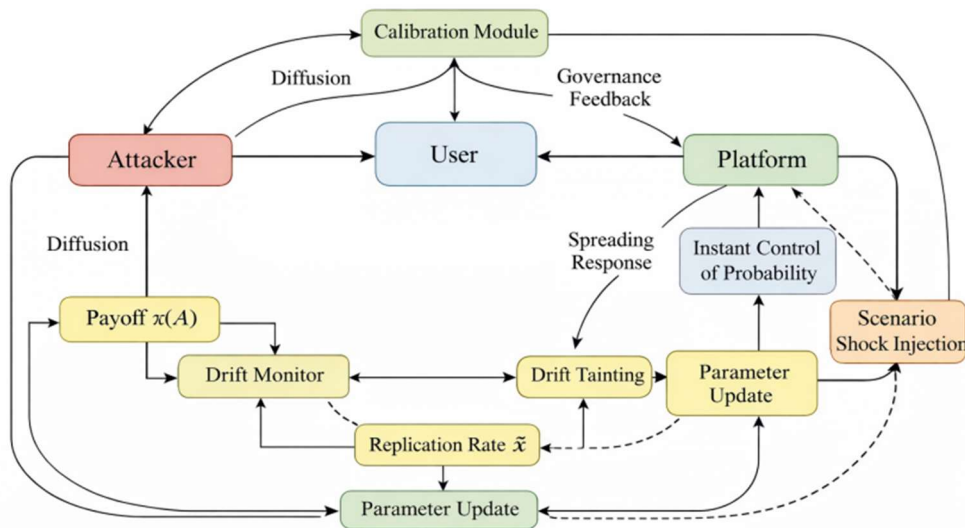 Calibration Module
Diffusion
Governance
Feedback
Attacker
User
Platform
Diffusion
Spreading
Response
Instant Control
of Probability
Payoff π(A)
Scenario
Shock Injection
Drift Monitor
Drift Tainting
Parameter
Update
Replication Rate x̃
Parameter Update